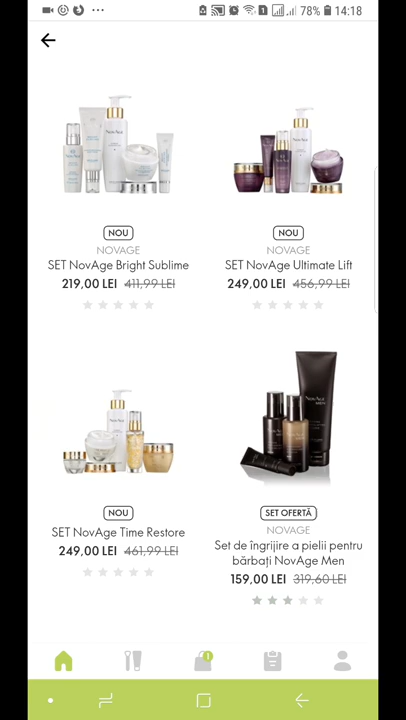 78% 14:18
NOU
NOVAGE
SET NovAge Bright Sublime
219,00 LEI 411,99 LEI
NOU
NOVAGE
SET NovAge Ultimate Lift
249,00 LEI 456,99 LEI
NOU
SET NovAge Time Restore
249,00 LEI 461,99 LEI
SET OFERTĂ
NOVAGE
Set de îngrijire a pielii pentru
bărbați NovAge Men
159,00 LEI 319,60 LEI
1